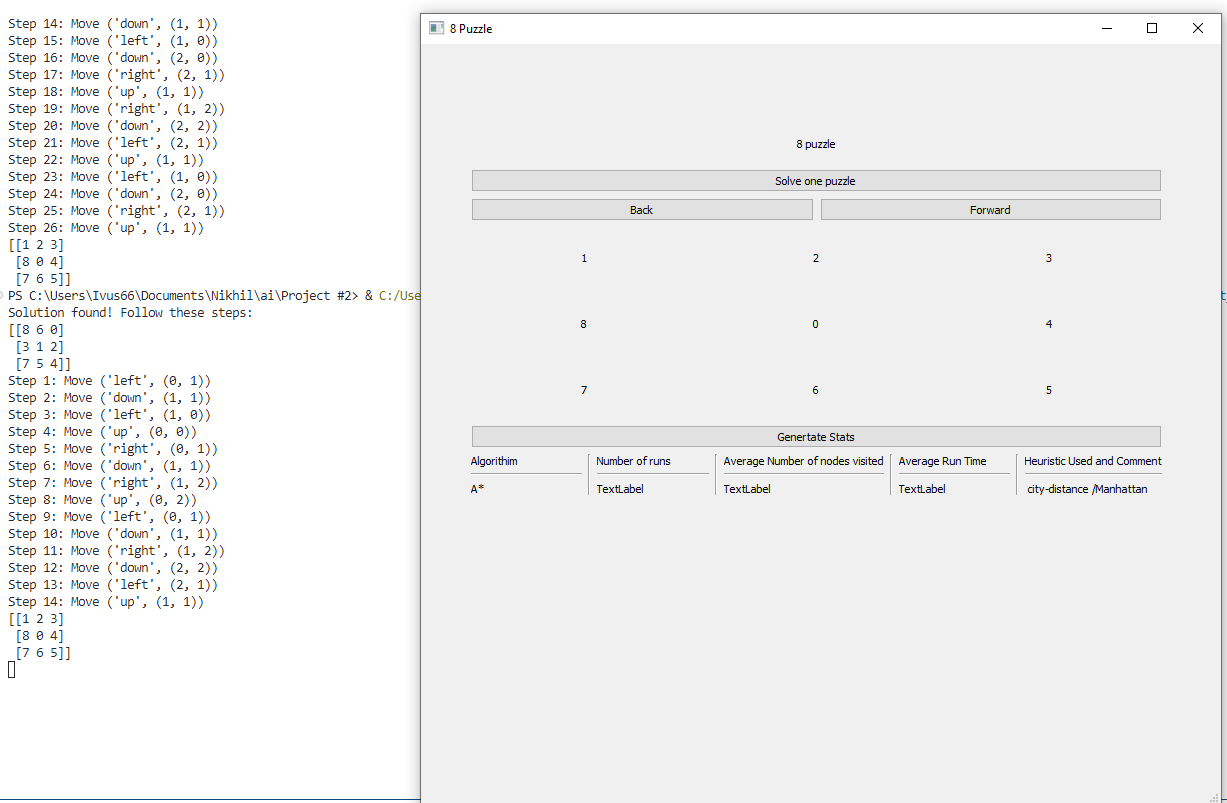 Step 14: Move ('down', (1, 1))
Step 15: Move ('left', (1, 0))
Step 16: Move ('down', (2, 0))
Step 17: Move ('right', (2, 1))
Step 18: Move ('up', (1, 1))
Step 19: Move ('right', (1, 2))
Step 20: Move ('down', (2, 2))
Step 21: Move ('left', (2, 1))
Step 22: Move ('up', (1, 1))
Step 23: Move ('left', (1, 0))
Step 24: Move ('down', (2, 0))
Step 25: Move ('right', (2, 1))
Step 26: Move ('up', (1, 1))
[[1 2 3]
[8 0 4]
[7 6 5]]
PS C:\Users\Ivus66\Documents\Nikhil\ai\Project #2> & C:/Use
Solution found! Follow these steps:
[[8 6 0]
[3 1 2]
[7 5 4]]
Step 1: Move ('left', (0, 1))
Step 2: Move ('down', (1, 1))
Step 3: Move ('left', (1, 0))
Step 4: Move ('up', (0, 0))
Step 5: Move ('right', (0, 1))
Step 6: Move ('down', (1, 1))
Step 7: Move ('right', (1, 2))
Step 8: Move ('up', (0, 2))
Step 9: Move ('left', (0, 1))
Step 10: Move ('down', (1, 1))
Step 11: Move ('right', (1, 2))
Step 12: Move ('down', (2, 2))
Step 13: Move ('left', (2, 1))
Step 14: Move ('up', (1, 1))
[[1 2 3]
[8 0 4]
[7 6 5]]
8 Puzzle
8 puzzle
Solve one puzzle
Back Forward
1 2 3
8 0 4
7 6 5
Genertate Stats
Algorithim Number of runs Average Number of nodes visited Average Run Time Heuristic Used and Comment
A* TextLabel TextLabel TextLabel city-distance /Manhattan